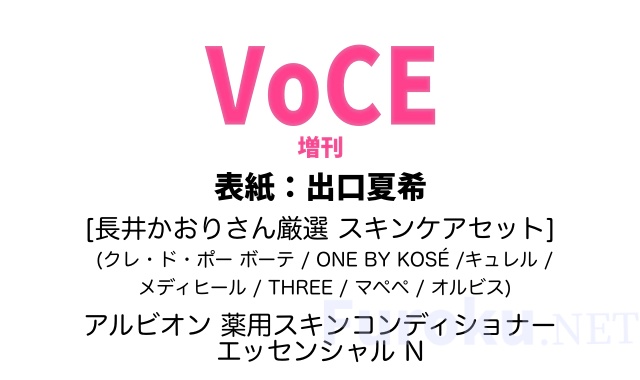 VoCE
増刊
表紙：出口夏希
[長井かおりさん厳選 スキンケアセット]
(クレ・ド・ポー ボーテ / ONE BY KOSÉ /キュレル /
メディヒール / THREE / マペペ / オルビス)
アルビオン 薬用スキンコンディショナー
エッセンシャル N
Furoku.NET